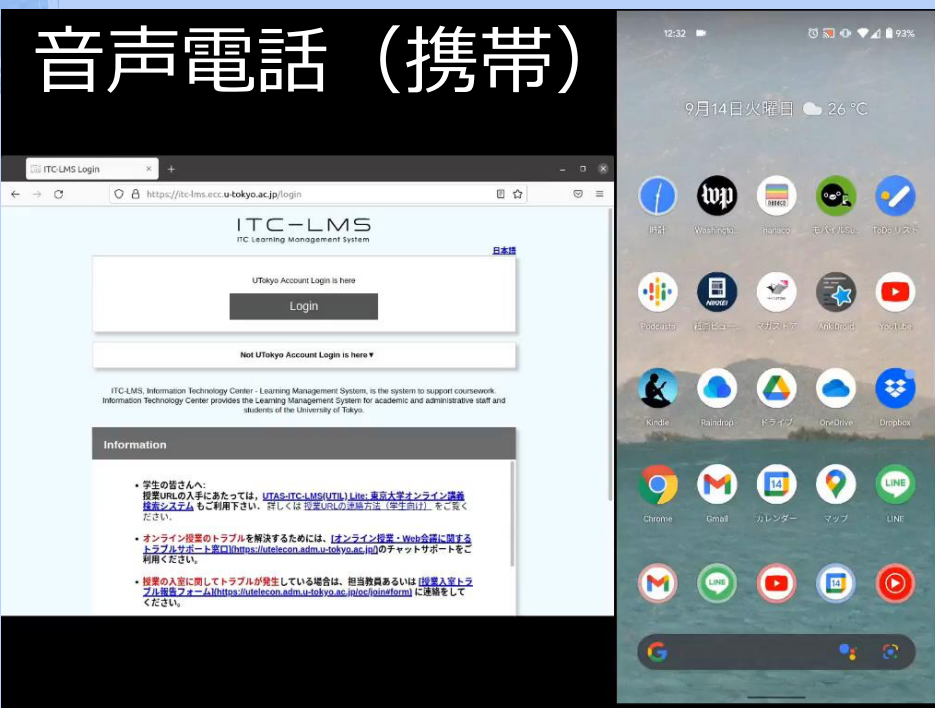 音声電話（携帯）
ITC-LMS Login
https://itc-lms.ecc.u-tokyo.ac.jp/login
ITC-LMS
ITC Learning Management System
日本語
UTokyo Account Login is here
Login
Not UTokyo Account Login is here▼
ITC-LMS, Information Technology Center - Learning Management System, is the system to support coursework.
Information Technology Center provides the Learning Management System for academic and administrative staff and
students of the University of Tokyo.
Information
• 学生の皆さんへ:
授業URLの入手にあたっては，UTAS-ITC-LMS(UTIL) Lite: 東京大学オンライン講義
検索システム もご利用下さい． 詳しくは 授業URLの連絡方法（学生向け） をご覧く
ださい．
• オンライン授業のトラブルを解決するためには、[オンライン授業・Web会議に関する
トラブルサポート窓口](https://utelecon.adm.u-tokyo.ac.jp/)のチャットサポートをご
利用ください。
• 授業の入室に関してトラブルが発生している場合は、担当教員あるいは [授業入室トラ
ブル報告フォーム](https://utelecon.adm.u-tokyo.ac.jp/oc/join#form) に連絡をして
ください。
12:32
93%
9月14日火曜日 26 °C
時計 Washingto... nanaco モバイルSu... ToDo リスト
Podcasts マガストア AnkiDroid YouTube
Kindle Raindrop ドライブ OneDrive Dropbox
Chrome Gmail カレンダー マップ LINE